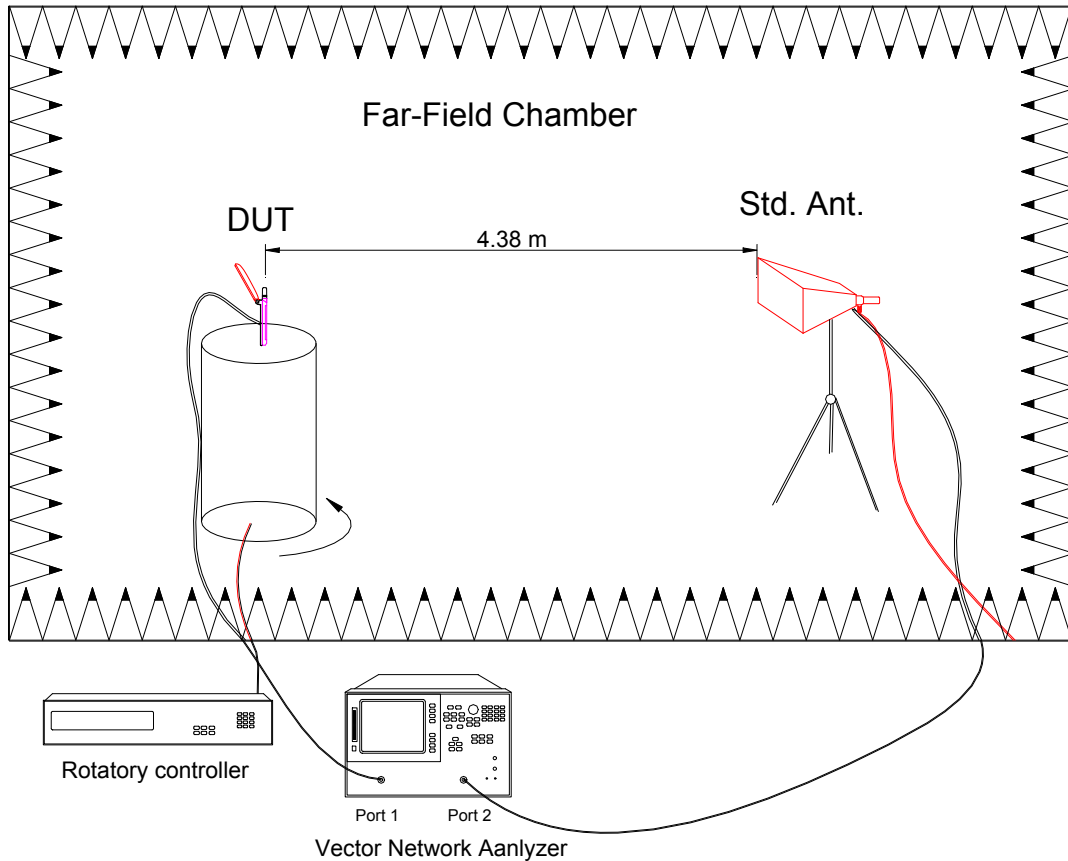 Far-Field Chamber
DUT
Std. Ant.
4.38 m
Rotatory controller
Port 1
Port 2
Vector Network Aanlyzer